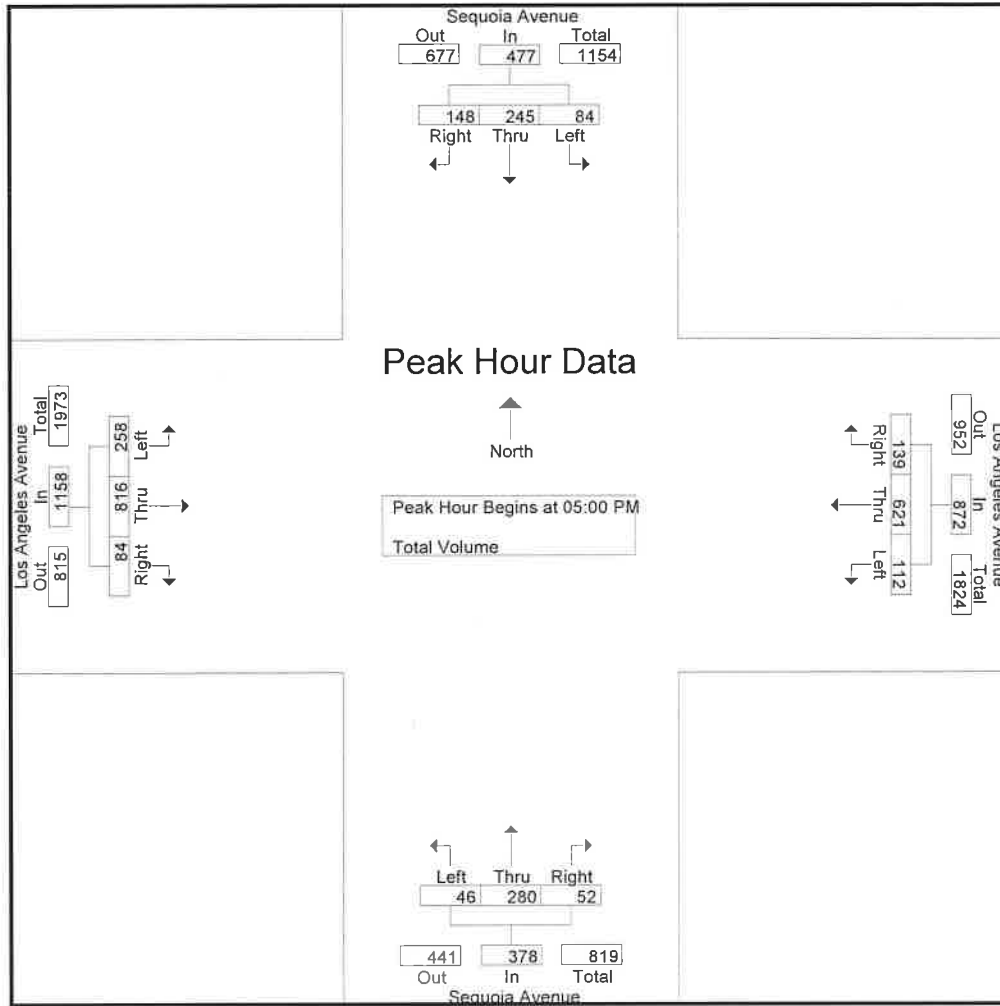 Sequoia Avenue
Out In Total
677 477 1154
148 245 84
Right Thru Left
Peak Hour Data
North
Peak Hour Begins at 05:00 PM
Total Volume
Los Angeles Avenue
Total In Out
1973 1158 815
258 816 84
Left Thru Right
Los Angeles Avenue
Out In Total
952 872 1824
139 621 112
Right Thru Left
Left Thru Right
46 280 52
441 378 819
Out In Total
Sequoia Avenue